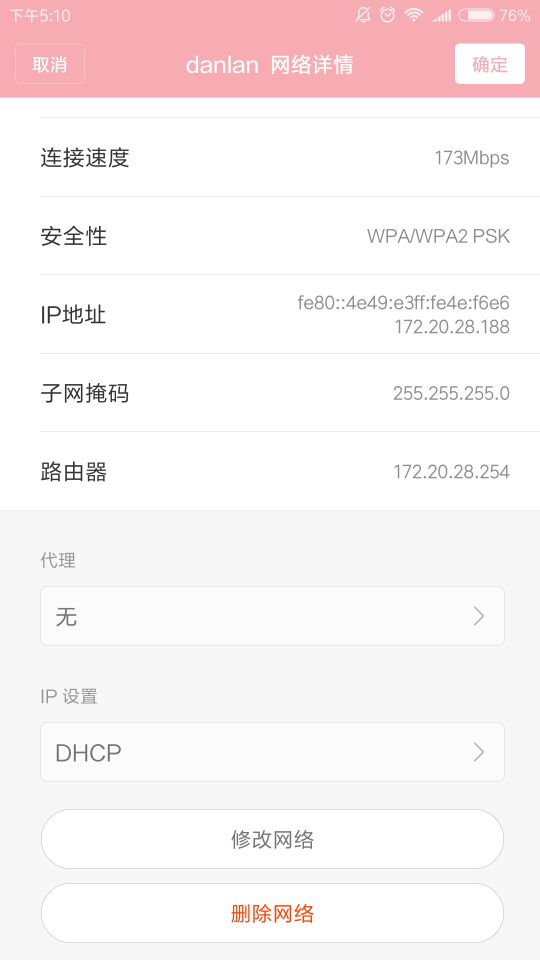 下午5:10
76%
取消
danlan 网络详情
确定
连接速度
173Mbps
安全性
WPA/WPA2 PSK
IP地址
fe80::4e49:e3ff:fe4e:f6e6
172.20.28.188
子网掩码
255.255.255.0
路由器
172.20.28.254
代理
无
IP 设置
DHCP
修改网络
删除网络